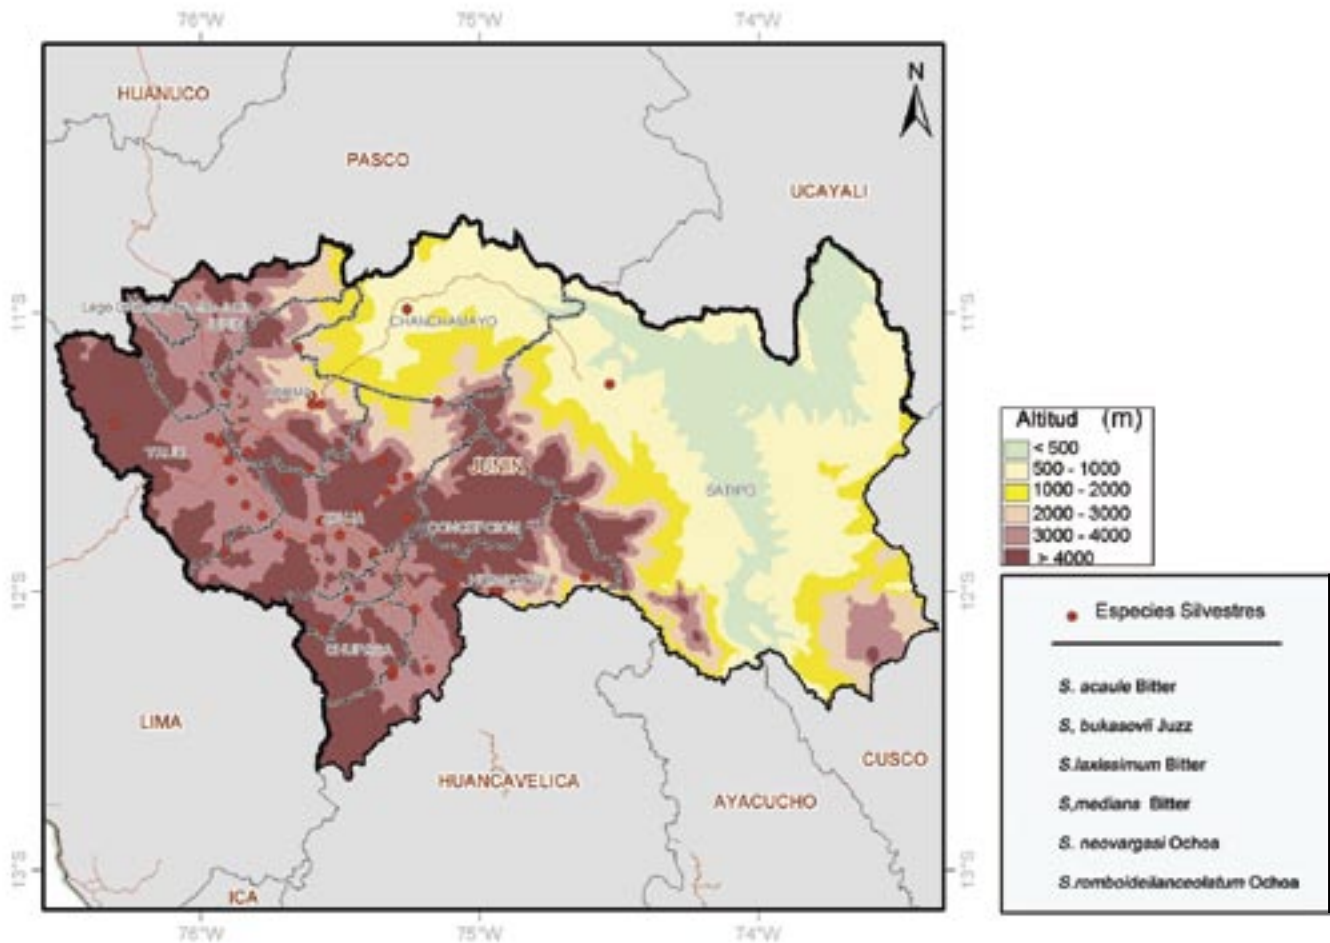 76°W 75°W 74°W
N
HUANUCO
PASCO
UCAYALI
11°S 11°S
Lago
CHANCHAMAYO
YAULI
JUNIN
SATIPO
CONCEPCION
12°S 12°S
CHUPACA
LIMA
HUANCAVELICA
AYACUCHO
CUSCO
ICA
13°S 13°S
76°W 75°W 74°W
Altitud (m)
< 500
500 - 1000
1000 - 2000
2000 - 3000
3000 - 4000
> 4000
Especies Silvestres
S. acaule Bitter
S, bukasovii Juzz
S.laxissimum Bitter
S,medians Bitter
S. neovargasi Ochoa
S.romboideilanceolatum Ochoa